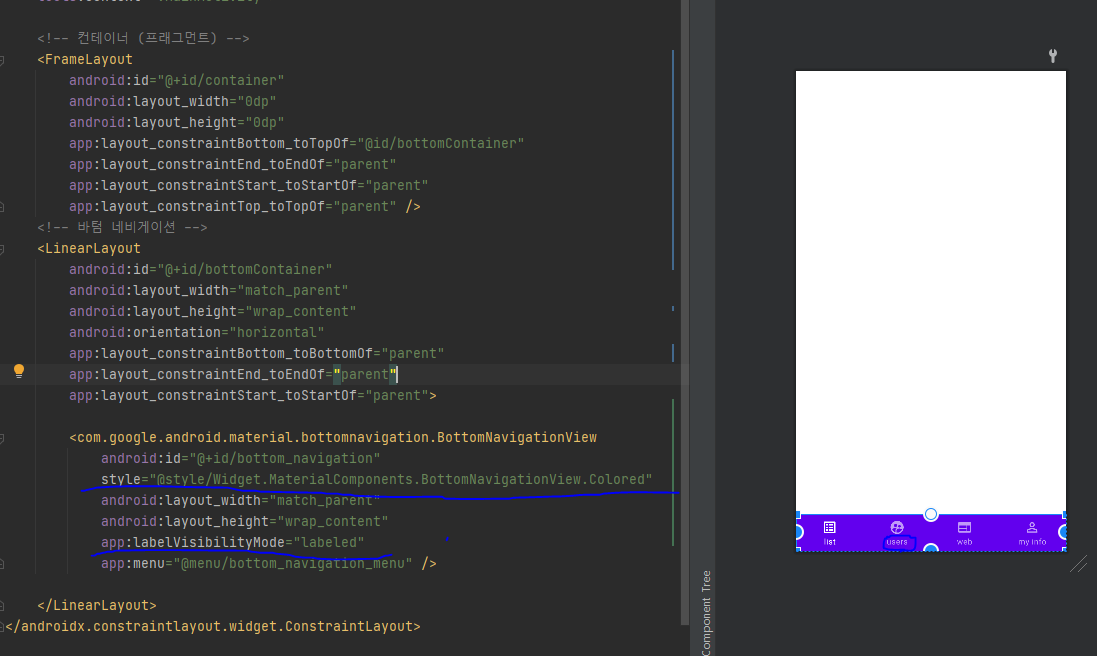 <!-- 컨테이너 (프래그먼트) -->
<FrameLayout
android:id="@+id/container"
android:layout_width="0dp"
android:layout_height="0dp"
app:layout_constraintBottom_toTopOf="@id/bottomContainer"
app:layout_constraintEnd_toEndOf="parent"
app:layout_constraintStart_toStartOf="parent"
app:layout_constraintTop_toTopOf="parent" />
<!-- 바텀 네비게이션 -->
<LinearLayout
android:id="@+id/bottomContainer"
android:layout_width="match_parent"
android:layout_height="wrap_content"
android:orientation="horizontal"
app:layout_constraintBottom_toBottomOf="parent"
app:layout_constraintEnd_toEndOf="parent"
app:layout_constraintStart_toStartOf="parent">
<com.google.android.material.bottomnavigation.BottomNavigationView
android:id="@+id/bottom_navigation"
style="@style/Widget.MaterialComponents.BottomNavigationView.Colored"
android:layout_width="match_parent"
android:layout_height="wrap_content"
app:labelVisibilityMode="labeled"
app:menu="@menu/bottom_navigation_menu" />
</LinearLayout>
</androidx.constraintlayout.widget.ConstraintLayout>
Component Tree
list
users
web
my info